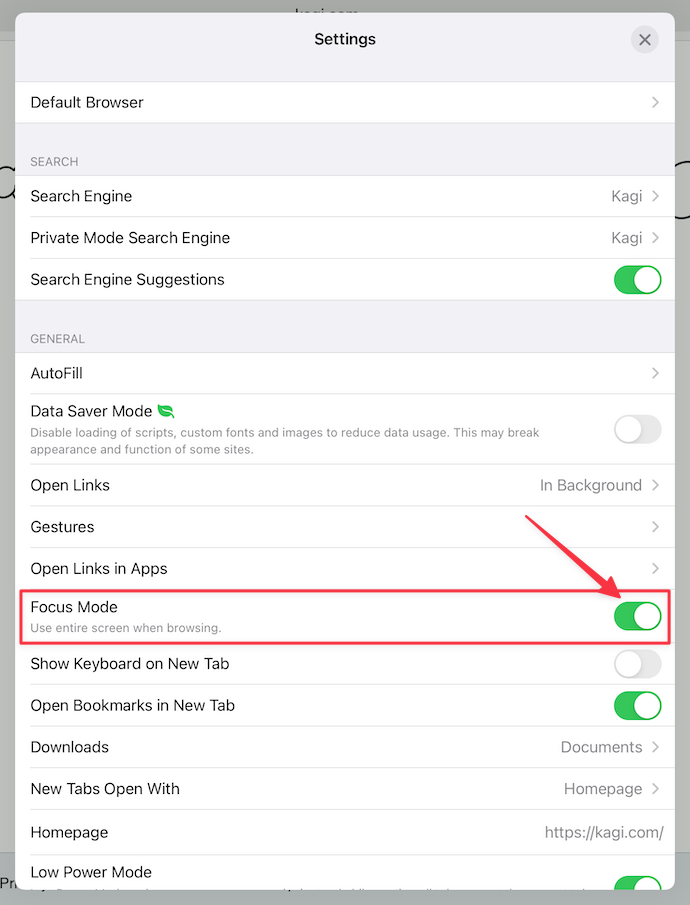 Settings
Default Browser
SEARCH
Search Engine Kagi
Private Mode Search Engine Kagi
Search Engine Suggestions
GENERAL
AutoFill
Data Saver Mode
Disable loading of scripts, custom fonts and images to reduce data usage. This may break
appearance and function of some sites.
Open Links In Background
Gestures
Open Links in Apps
Focus Mode
Use entire screen when browsing.
Show Keyboard on New Tab
Open Bookmarks in New Tab
Downloads Documents
New Tabs Open With Homepage
Homepage https://kagi.com/
Low Power Mode